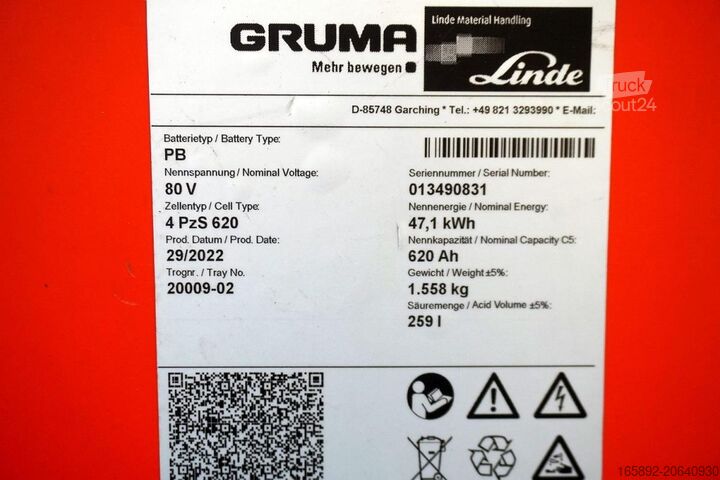 GRUMA
Mehr bewegen
Linde Material Handling
Linde
D-85748 Garching * Tel.: +49 821 3293990 * E-Mail:
Batterietyp / Battery Type:
PB
Nennspannung / Nominal Voltage:
80 V
Zellentyp / Cell Type:
4 PzS 620
Prod. Datum / Prod. Date:
29/2022
Trognr. / Tray No.
20009-02
Seriennummer / Serial Number:
013490831
Nennenergie / Nominal Energy:
47,1 kWh
Nennkapazität / Nominal Capacity C5:
620 Ah
Gewicht / Weight ±5%:
1.558 kg
Säuremenge / Acid Volume ±5%:
259 l
truck
scout24
165892-20640930